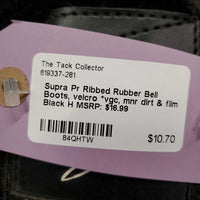 The Tack Collector
619337-281
Supra Pr Ribbed Rubber Bell
Boots, velcro *vgc, mnr dirt & film
Black H MSRP: $16.99
84QHTW
$10.70